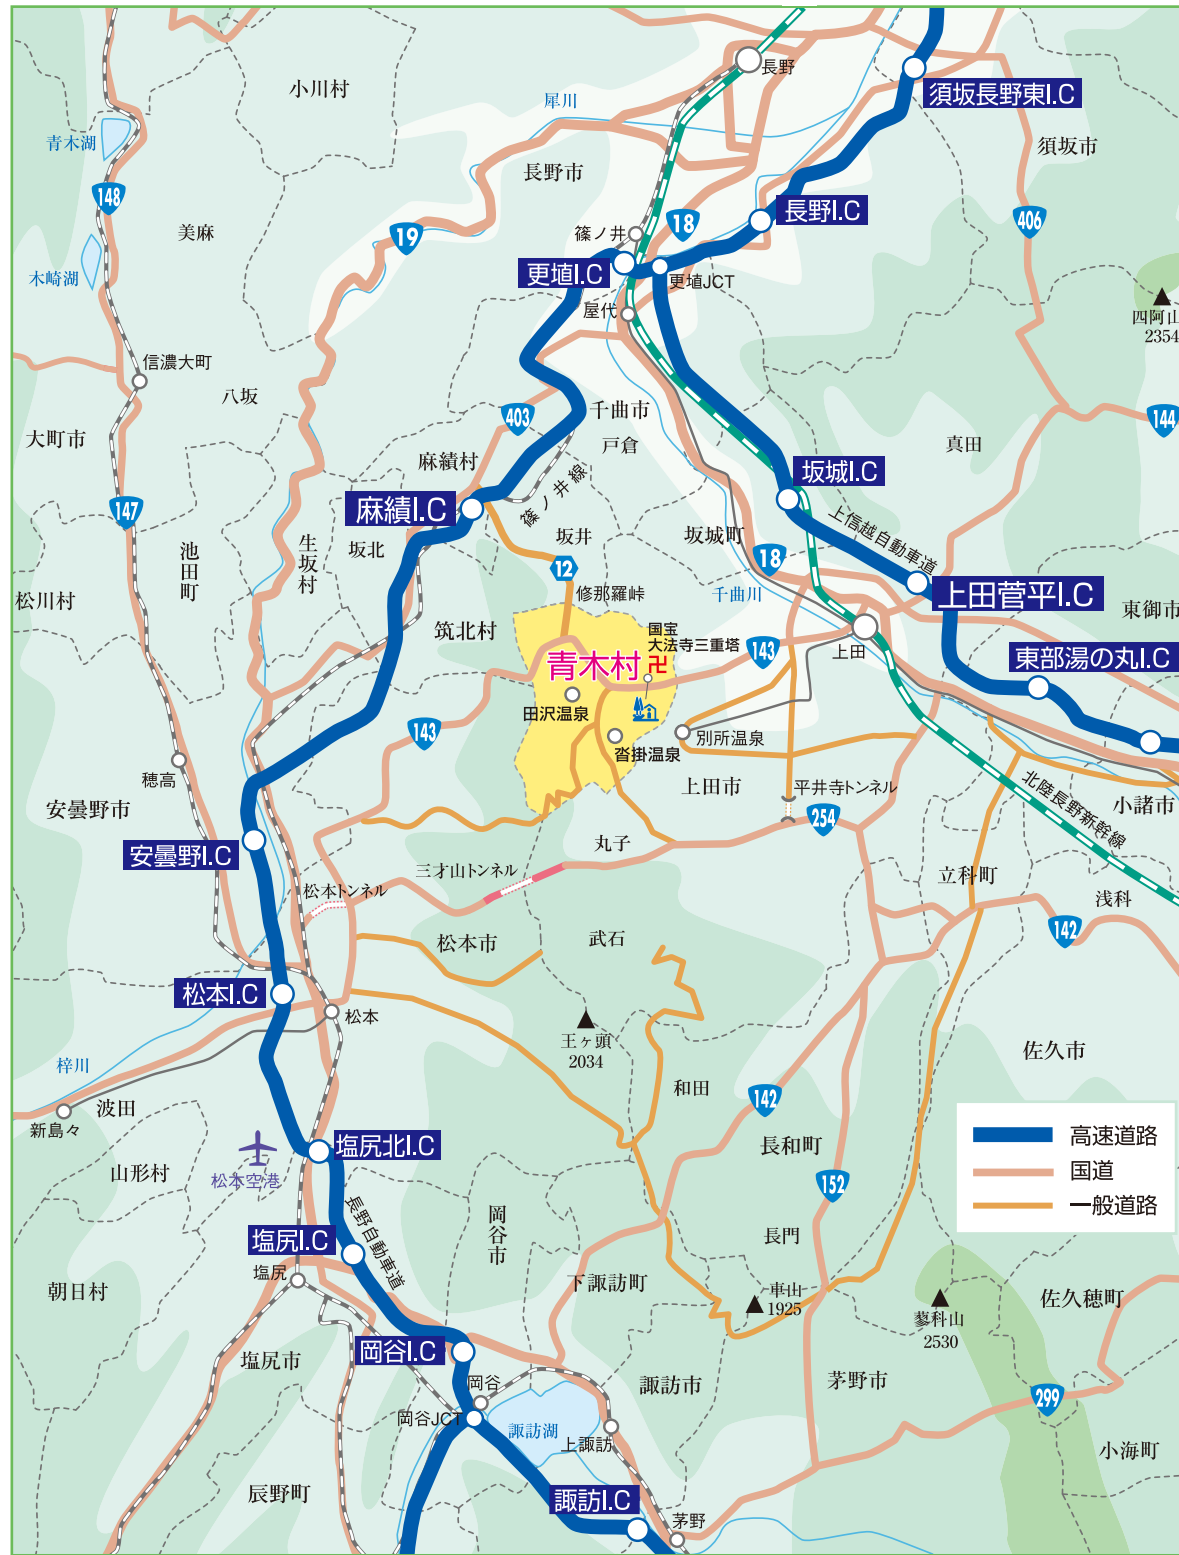 長野
小川村
須坂長野東I.C
犀川
青木湖
須坂市
長野市
148
長野I.C
406
18
美麻
19
篠ノ井
更埴I.C
木崎湖
更埴JCT
四阿山
2354
屋代
信濃大町
八坂
403
千曲市
144
大町市
戸倉
真田
麻績村
坂城I.C
篠ノ井線
147
麻績I.C
上信越自動車道
坂井
坂城町
生坂村
坂北
池田町
18
12
千曲川
修那羅峠
上田菅平I.C
松川村
東御市
筑北村
国宝
大法寺三重塔
卍
青木村
143
上田
東部湯の丸I.C
田沢温泉
143
別所温泉
沓掛温泉
穂高
上田市
平井寺トンネル
北陸長野新幹線
小諸市
安曇野市
254
安曇野I.C
丸子
三才山トンネル
立科町
松本トンネル
浅科
142
松本市
武石
松本I.C
松本
王ヶ頭
2034
佐久市
梓川
和田
142
波田
新島々
高速道路
塩尻北I.C
長和町
国道
山形村
松本空港
152
一般道路
長野自動車道
岡谷市
塩尻I.C
長門
塩尻
下諏訪町
朝日村
車山
1925
佐久穂町
蓼科山
2530
岡谷I.C
塩尻市
諏訪市
茅野市
岡谷
299
岡谷JCT
諏訪湖
上諏訪
小海町
辰野町
諏訪I.C
茅野